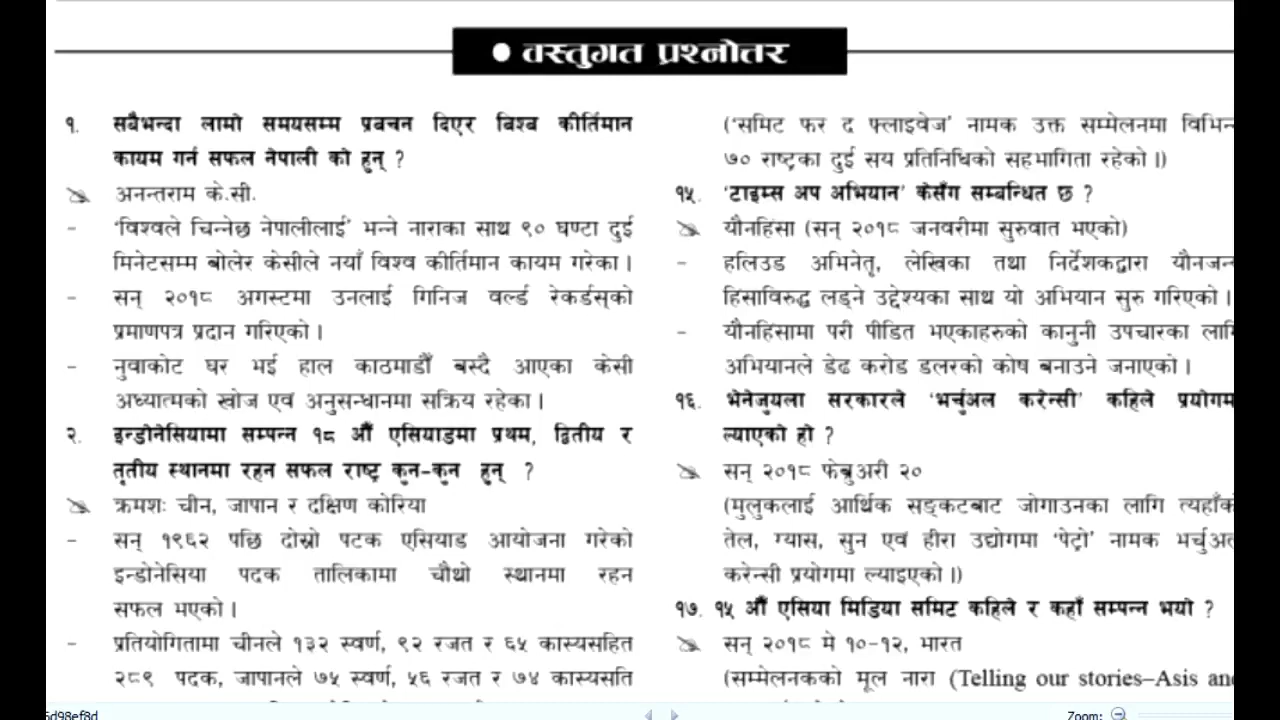 ● वस्तुगत प्रश्नोत्तर
१. सबैभन्दा लामो समयसम्म प्रवचन दिएर विश्व कीर्तिमान
कायम गर्न सफल नेपाली को हुन् ?
अनन्तराम के.सी.
- ‘विश्वले चिन्नेछ नेपालीलाई’ भन्ने नाराका साथ ९० घण्टा दुई
मिनेटसम्म बोलेर केसीले नयाँ विश्व कीर्तिमान कायम गरेका ।
- सन् २०१८ अगस्टमा उनलाई गिनिज वर्ल्ड रेकर्डस्को
प्रमाणपत्र प्रदान गरिएको ।
- नुवाकोट घर भई हाल काठमाडौँ बस्दै आएका केसी
अध्यात्मको खोज एवं अनुसन्धानमा सक्रिय रहेका ।
२. इन्डोनेसियामा सम्पन्न १८ औँ एसियाडमा प्रथम, द्वितीय र
तृतीय स्थानमा रहन सफल राष्ट्र कुन-कुन हुन् ?
क्रमशः चीन, जापान र दक्षिण कोरिया
- सन् १९६२ पछि दोस्रो पटक एसियाड आयोजना गरेको
इन्डोनेसिया पदक तालिकामा चौथो स्थानमा रहन
सफल भएको ।
- प्रतियोगितामा चीनले १३२ स्वर्ण, ९२ रजत र ६५ कास्यसहित
२८९ पदक, जापानले ७५ स्वर्ण, ५६ रजत र ७४ कास्यसति
(‘समिट फर द फ्लाइवेज’ नामक उक्त सम्मेलनमा विभिन्
७० राष्ट्रका दुई सय प्रतिनिधिको सहभागिता रहेको ।)
१५. ‘टाइम्स अप अभियान’ केसँग सम्बन्धित छ ?
यौनहिंसा (सन् २०१८ जनवरीमा सुरुवात भएको)
- हलिउड अभिनेतृ, लेखिका तथा निर्देशकद्वारा यौनजन्
हिंसाविरुद्ध लड्ने उद्देश्यका साथ यो अभियान सुरु गरिएको ।
- यौनहिंसामा परी पीडित भएकाहरुको कानुनी उपचारका लागि
अभियानले डेढ करोड डलरको कोष बनाउने जनाएको ।
१६. भेनेजुयला सरकारले ‘भर्चुअल करेन्सी’ कहिले प्रयोगम
ल्याएको हो ?
सन् २०१८ फेब्रुअरी २०
(मुलुकलाई आर्थिक सङ्कटबाट जोगाउनका लागि त्यहाँक
तेल, ग्यास, सुन एवं हीरा उद्योगमा ‘पेट्रो’ नामक भर्चुअल
करेन्सी प्रयोगमा ल्याइएको ।)
१७. १५ औँ एसिया मिडिया समिट कहिले र कहाँ सम्पन्न भयो ?
सन् २०१८ मे १०-१२, भारत
(सम्मेलनकको मूल नारा (Telling our stories–Asis and
6d98ef8d
Zoom: